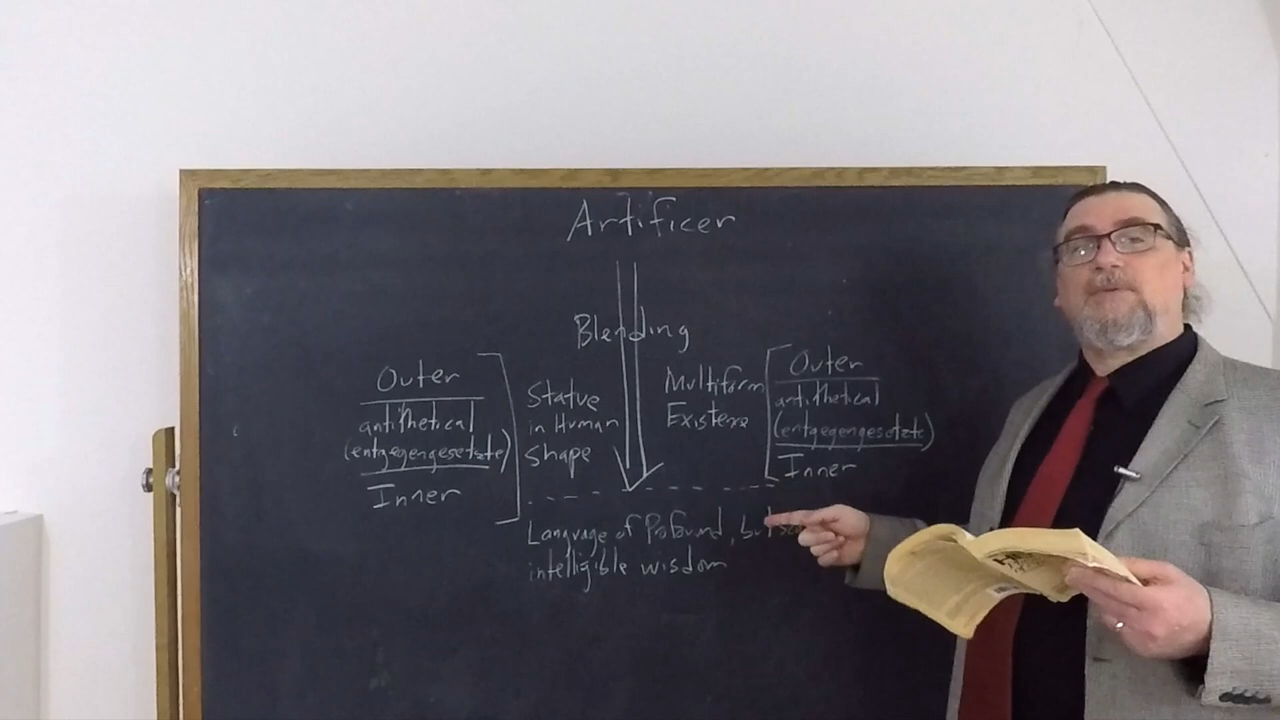 Artificer
Blending
Outer
antithetical
(entgegengesetzte)
Inner
Statue
in Human
Shape
Multiform
Existence
Outer
antithetical
(entgegengesetzte)
Inner
Language of Profound, but
intelligible wisdom